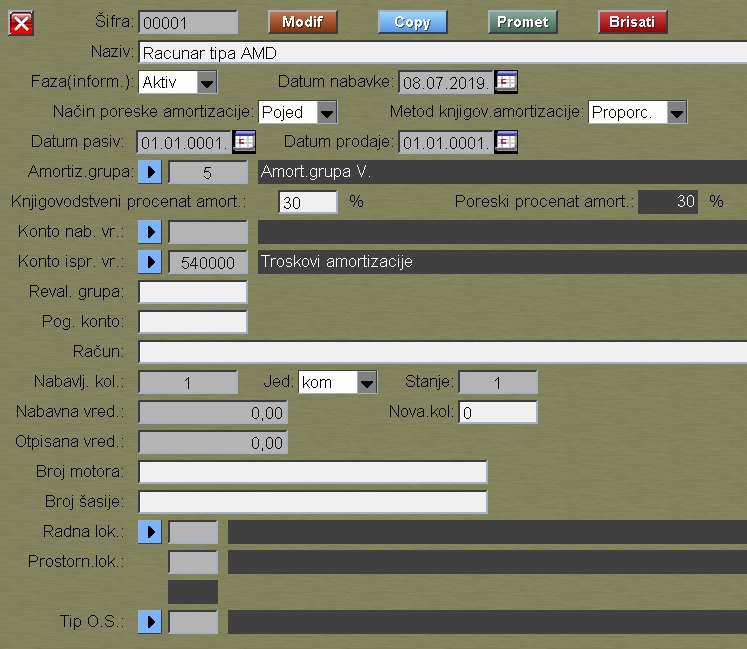 Šifra: 00001 Modif Copy Promet Brisati
Naziv: Racunar tipa AMD
Faza(inform.): Aktiv Datum nabavke: 08.07.2019.
Način poreske amortizacije: Pojed Metod knjigov.amortizacije: Proporc.
Datum pasiv: 01.01.0001. Datum prodaje: 01.01.0001.
Amortiz.grupa: 5 Amort.grupa V.
Knjigovodstveni procenat amort.: 30 % Poreski procenat amort.: 30 %
Konto nab. vr.:
Konto ispr. vr.: 540000 Troskovi amortizacije
Reval. grupa:
Pog. konto:
Račun:
Nabavlj. kol.: 1 Jed: kom Stanje: 1
Nabavna vred.: 0,00 Nova.kol: 0
Otpisana vred.: 0,00
Broj motora:
Broj šasije:
Radna lok.:
Prostorn.lok.:
Tip O.S.: